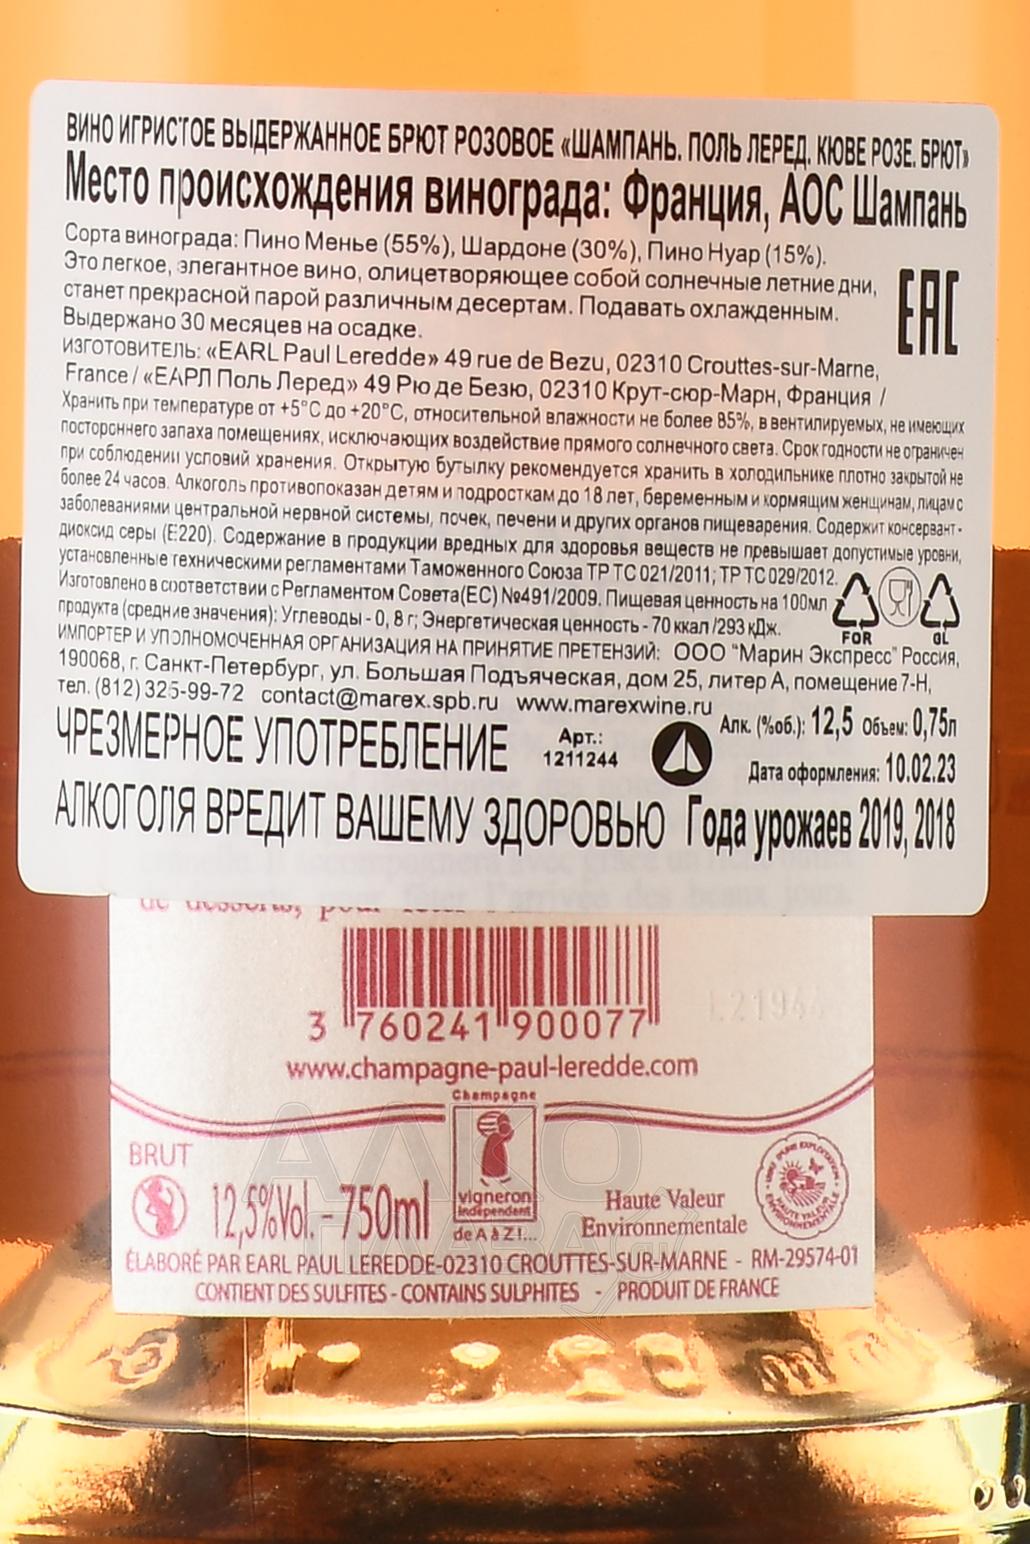 ВИНО ИГРИСТОЕ ВЫДЕРЖАННОЕ БРЮТ РОЗОВОЕ «ШАМПАНЬ. ПОЛЬ ЛЕРЕД. КЮВЕ РОЗЕ. БРЮТ»
Место происхождения винограда: Франция, АОС Шампань
Сорта винограда: Пино Менье (55%), Шардоне (30%), Пино Нуар (15%).
Это легкое, элегантное вино, олицетворяющее собой солнечные летние дни,
станет прекрасной парой различным десертам. Подавать охлажденным.
Выдержано 30 месяцев на осадке.
EAC
ИЗГОТОВИТЕЛЬ: «EARL Paul Leredde» 49 rue de Bezu, 02310 Crouttes-sur-Marne,
France / «ЕАРЛ Поль Леред» 49 Рю де Безю, 02310 Крут-сюр-Марн, Франция /
Хранить при температуре от +5°С до +20°С, относительной влажности не более 85%, в вентилируемых, не имеющих
постороннего запаха помещениях, исключающих воздействие прямого солнечного света. Срок годности не ограничен
при соблюдении условий хранения. Открытую бутылку рекомендуется хранить в холодильнике плотно закрытой не
более 24 часов. Алкоголь противопоказан детям и подросткам до 18 лет, беременным и кормящим женщинам, лицам с
заболеваниями центральной нервной системы, почек, печени и других органов пищеварения. Содержит консервант -
диоксид серы (Е220). Содержание в продукции вредных для здоровья веществ не превышает допустимые уровни,
установленные техническими регламентами Таможенного Союза ТР ТС 021/2011; ТР ТС 029/2012.
Изготовлено в соответствии с Регламентом Совета(ЕС) №491/2009. Пищевая ценность на 100мл
продукта (средние значения): Углеводы - 0, 8 г; Энергетическая ценность - 70 ккал /293 кДж.
FOR GL
ИМПОРТЕР И УПОЛНОМОЧЕННАЯ ОРГАНИЗАЦИЯ НА ПРИНЯТИЕ ПРЕТЕНЗИЙ: ООО "Марин Экспресс" Россия,
190068, г. Санкт-Петербург, ул. Большая Подъяческая, дом 25, литер А, помещение 7-Н,
тел. (812) 325-99-72 contact@marex.spb.ru www.marexwine.ru
Алк. (%об.): 12,5 Объем: 0,75л
ЧРЕЗМЕРНОЕ УПОТРЕБЛЕНИЕ
Арт.:
1211244
Дата оформления: 10.02.23
АЛКОГОЛЯ ВРЕДИТ ВАШЕМУ ЗДОРОВЬЮ Года урожаев 2019, 2018
de desserts, pour fêter l'arrivée des beaux jours.
3 760241 900077
www.champagne-paul-leredde.com
Champagne
BRUT
12,5%Vol. - 750ml
vigneron
indépendant
de A à Z !...
Haute Valeur
Environnementale
HAUTE VALEUR ENVIRONNEMENTALE
ÉLABORÉ PAR EARL PAUL LEREDDE-02310 CROUTTES-SUR-MARNE - RM-29574-01
CONTIENT DES SULFITES - CONTAINS SULPHITES - PRODUIT DE FRANCE